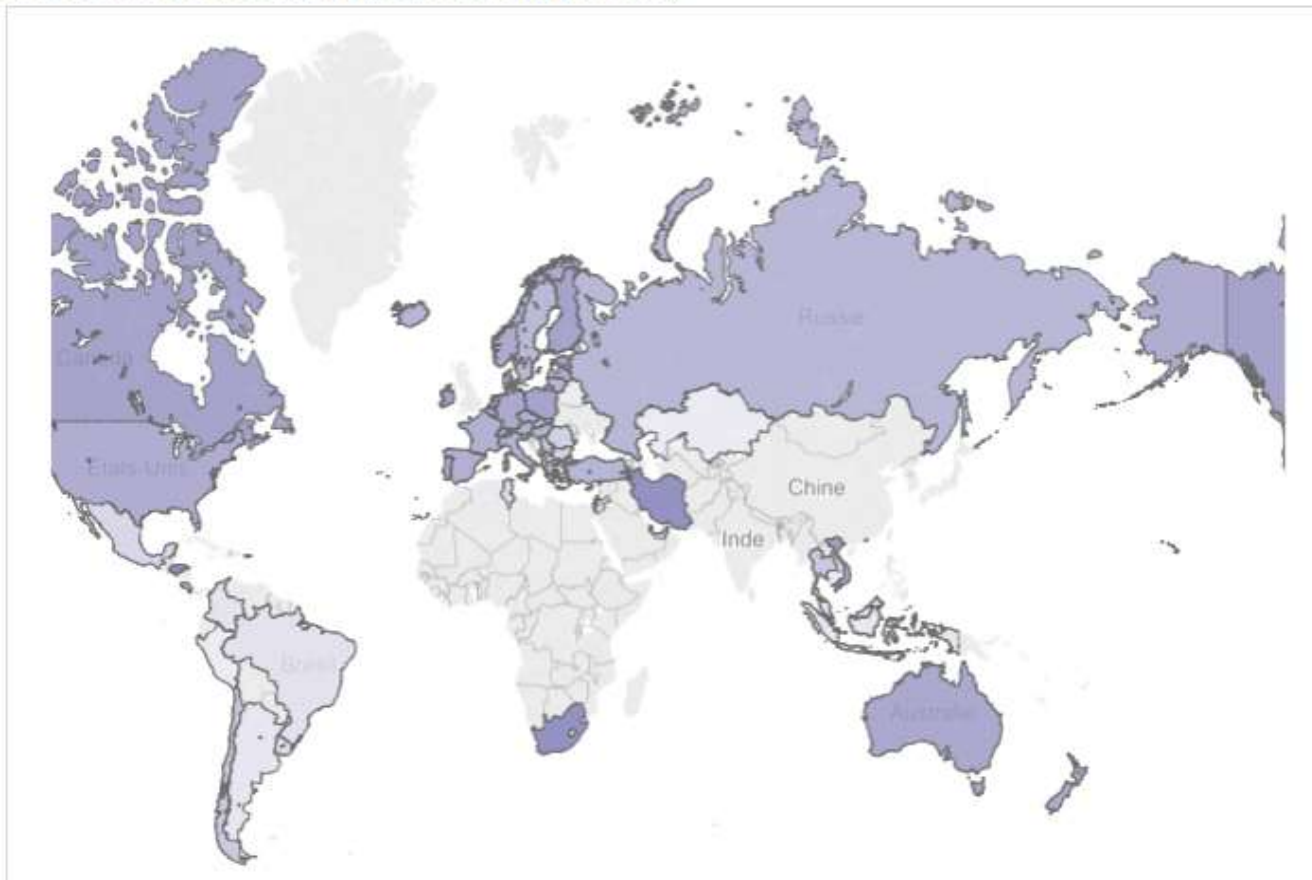 Russie
Canada
États-Unis
Chine
Inde
Brésil
Australie